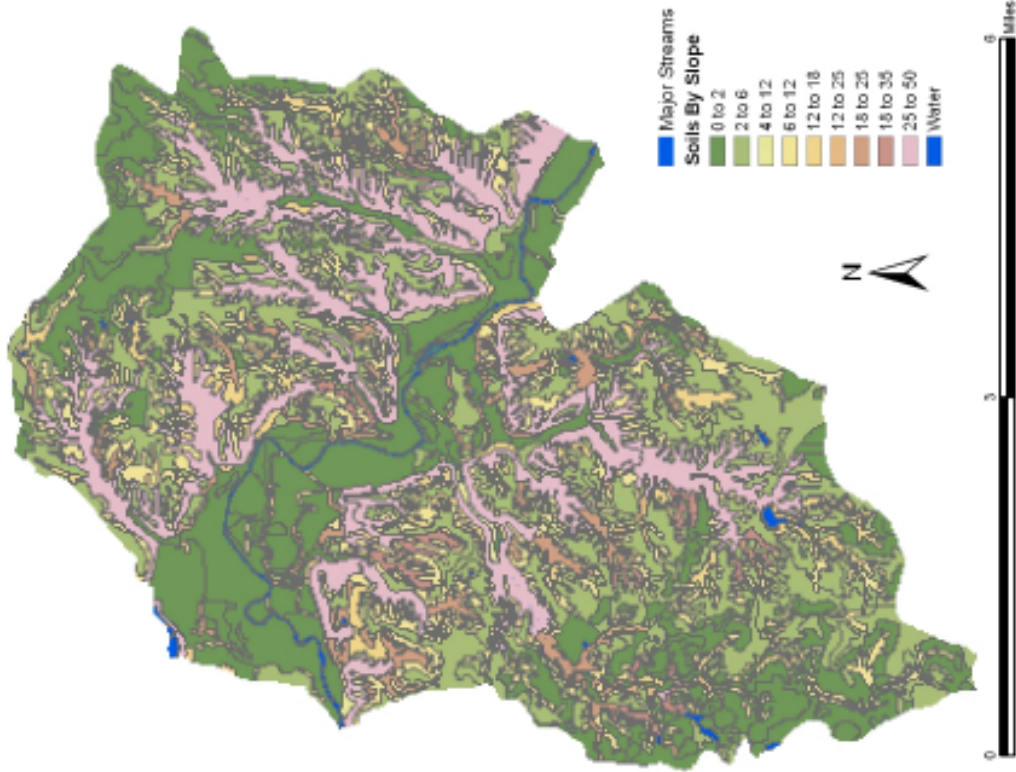 Major Streams
Soils By Slope
0 to 2
2 to 6
4 to 12
6 to 12
12 to 18
12 to 25
18 to 25
18 to 35
25 to 50
Water
N
0
3
6
Miles